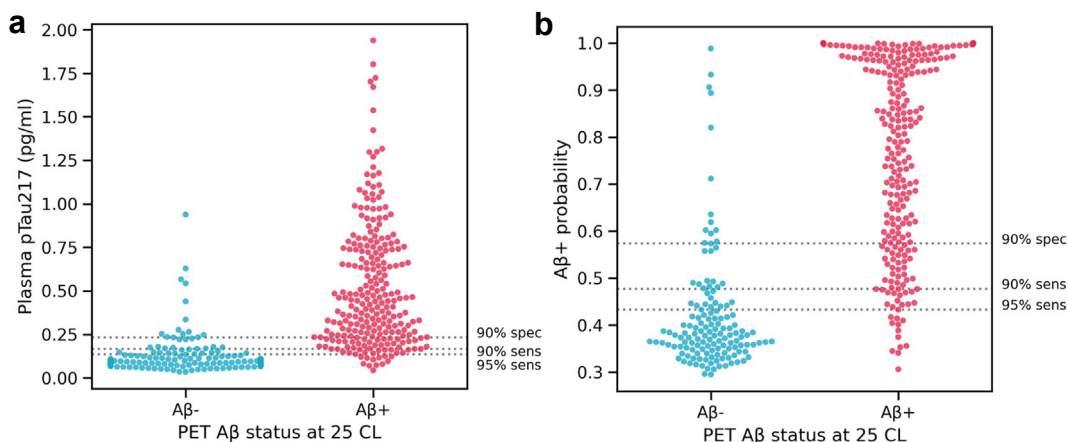 a
2.00
1.75
1.50
1.25
1.00
0.75
0.50
0.25
0.00
Plasma pTau217 (pg/ml)
90% spec
90% sens
95% sens
Aβ-
Aβ+
PET Aβ status at 25 CL
b
1.0
0.9
0.8
0.7
0.6
0.5
0.4
0.3
Aβ+ probability
90% spec
90% sens
95% sens
Aβ-
Aβ+
PET Aβ status at 25 CL